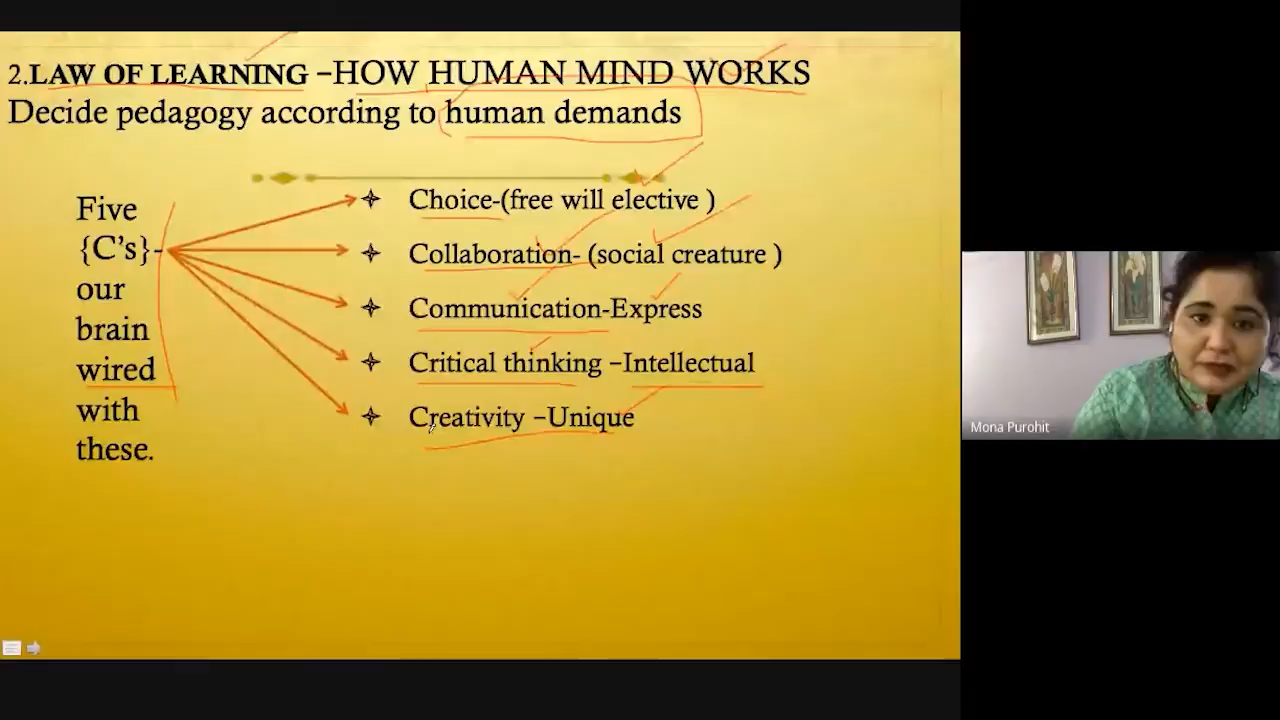 2.LAW OF LEARNING –HOW HUMAN MIND WORKS
Decide pedagogy according to human demands
Five
{C's}-
our
brain
wired
with
these.
Choice-(free will elective )
Collaboration- (social creature )
Communication-Express
Critical thinking –Intellectual
Creativity –Unique
Mona Purohit